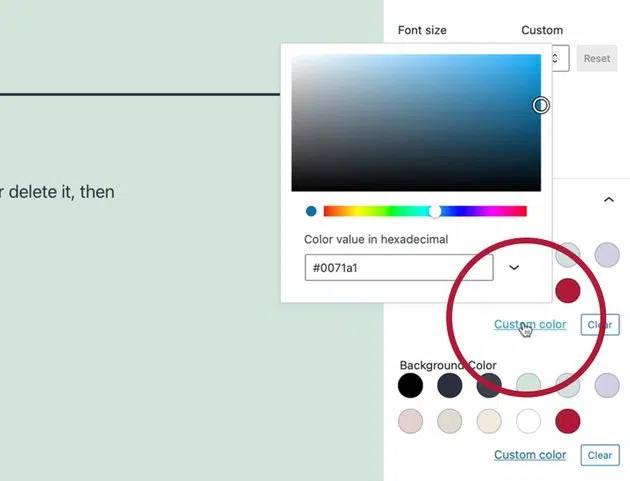 Font size Custom
Reset
r delete it, then
Color value in hexadecimal
#0071a1
Custom color Clear
Background Color
Custom color Clear